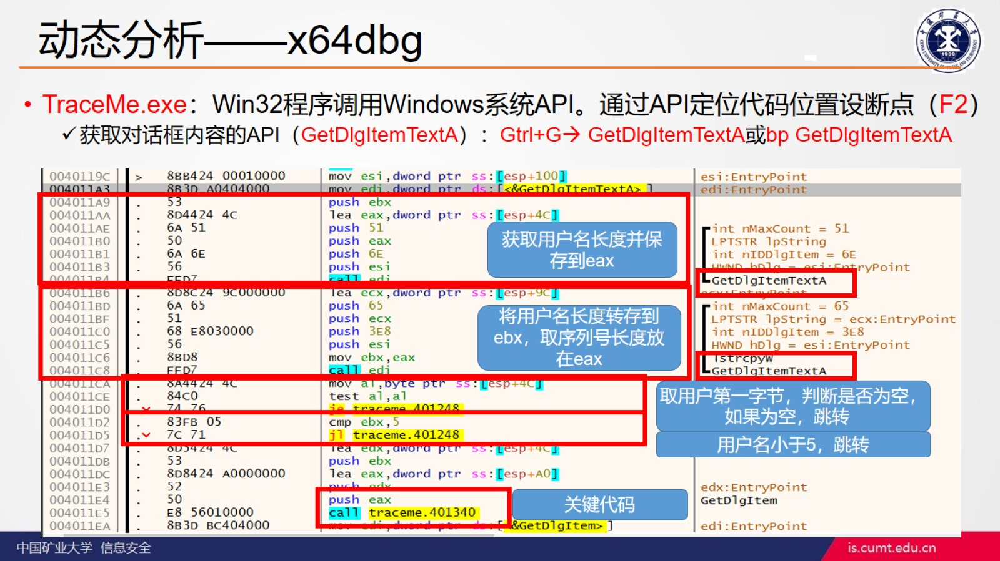 动态分析——x64dbg
• TraceMe.exe：Win32程序调用Windows系统API。通过API定位代码位置设断点（F2）
✓获取对话框内容的API（GetDlgItemTextA）：Gtrl+G→ GetDlgItemTextA或bp GetDlgItemTextA
0040119C > 8BB424 00010000 mov esi,dword ptr ss:[esp+100] esi:EntryPoint
004011A3 . 8B3D A0404000 mov edi,dword ptr ds:[<&GetDlgItemTextA>] edi:EntryPoint
004011A9 . 53 push ebx
004011AA . 8D4424 4C lea eax,dword ptr ss:[esp+4C]
004011AE . 6A 51 push 51 int nMaxCount = 51
004011B0 . 50 push eax LPTSTR lpString
004011B1 . 6A 6E push 6E int nIDDlgItem = 6E
004011B3 . 56 push esi HWND hDlg = esi:EntryPoint
004011B4 . FFD7 call edi GetDlgItemTextA
获取用户名长度并保
存到eax
004011B6 . 8D8C24 9C000000 lea ecx,dword ptr ss:[esp+9C] ecx:EntryPoint
004011BD . 6A 65 push 65 int nMaxCount = 65
004011BF . 51 push ecx LPTSTR lpString = ecx:EntryPoint
004011C0 . 68 E8030000 push 3E8 int nIDDlgItem = 3E8
004011C5 . 56 push esi HWND hDlg = esi:EntryPoint
004011C6 . 8BD8 mov ebx,eax lstrcpyW
004011C8 . FFD7 call edi GetDlgItemTextA
将用户名长度转存到
ebx，取序列号长度放
在eax
004011CA . 8A4424 4C mov al,byte ptr ss:[esp+4C]
004011CE . 84C0 test al,al
004011D0 . 74 76 je traceme.401248
取用户第一字节，判断是否为空，
如果为空，跳转
004011D2 . 83FB 05 cmp ebx,5
004011D5 . 7C 71 jl traceme.401248
用户名小于5，跳转
004011D7 . 8D5424 4C lea edx,dword ptr ss:[esp+4C]
004011DB . 53 push ebx
004011DC . 8D8424 A0000000 lea eax,dword ptr ss:[esp+A0]
004011E3 . 52 push edx edx:EntryPoint
004011E4 . 50 push eax GetDlgItem
004011E5 . E8 56010000 call traceme.401340
关键代码
004011EA . 8B3D BC404000 mov edi,dword ptr ds:[<&GetDlgItem>] edi:EntryPoint
中国矿业大学 信息安全
is.cumt.edu.cn